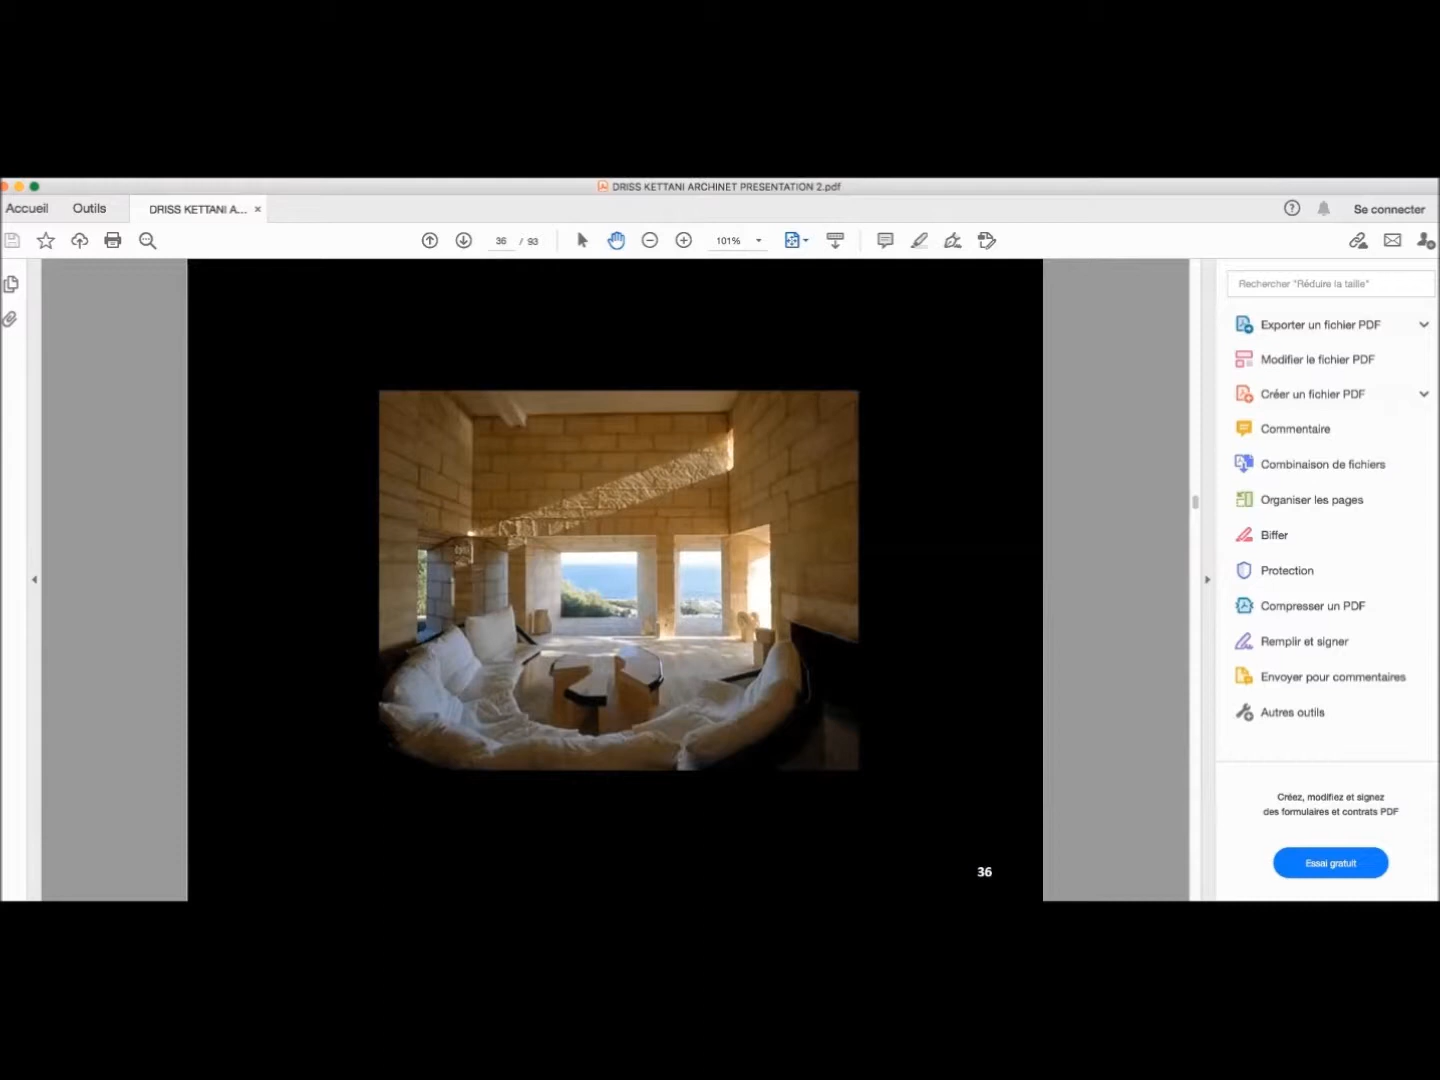 DRISS KETTANI ARCHINET PRESENTATION 2.pdf
Accueil
Outils
DRISS KETTANI A... ×
?
Se connecter
36 / 93
101%
Rechercher "Réduire la taille"
Exporter un fichier PDF
Modifier le fichier PDF
Créer un fichier PDF
Commentaire
Combinaison de fichiers
Organiser les pages
Biffer
Protection
Compresser un PDF
Remplir et signer
Envoyer pour commentaires
Autres outils
Créez, modifiez et signez
des formulaires et contrats PDF
Essai gratuit
36